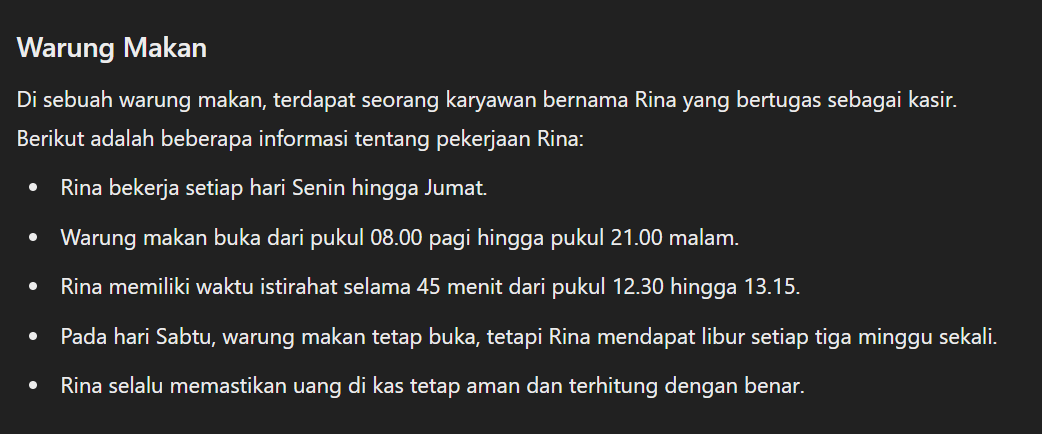 Warung Makan
Di sebuah warung makan, terdapat seorang karyawan bernama Rina yang bertugas sebagai kasir.
Berikut adalah beberapa informasi tentang pekerjaan Rina:
• Rina bekerja setiap hari Senin hingga Jumat.
• Warung makan buka dari pukul 08.00 pagi hingga pukul 21.00 malam.
• Rina memiliki waktu istirahat selama 45 menit dari pukul 12.30 hingga 13.15.
• Pada hari Sabtu, warung makan tetap buka, tetapi Rina mendapat libur setiap tiga minggu sekali.
• Rina selalu memastikan uang di kas tetap aman dan terhitung dengan benar.